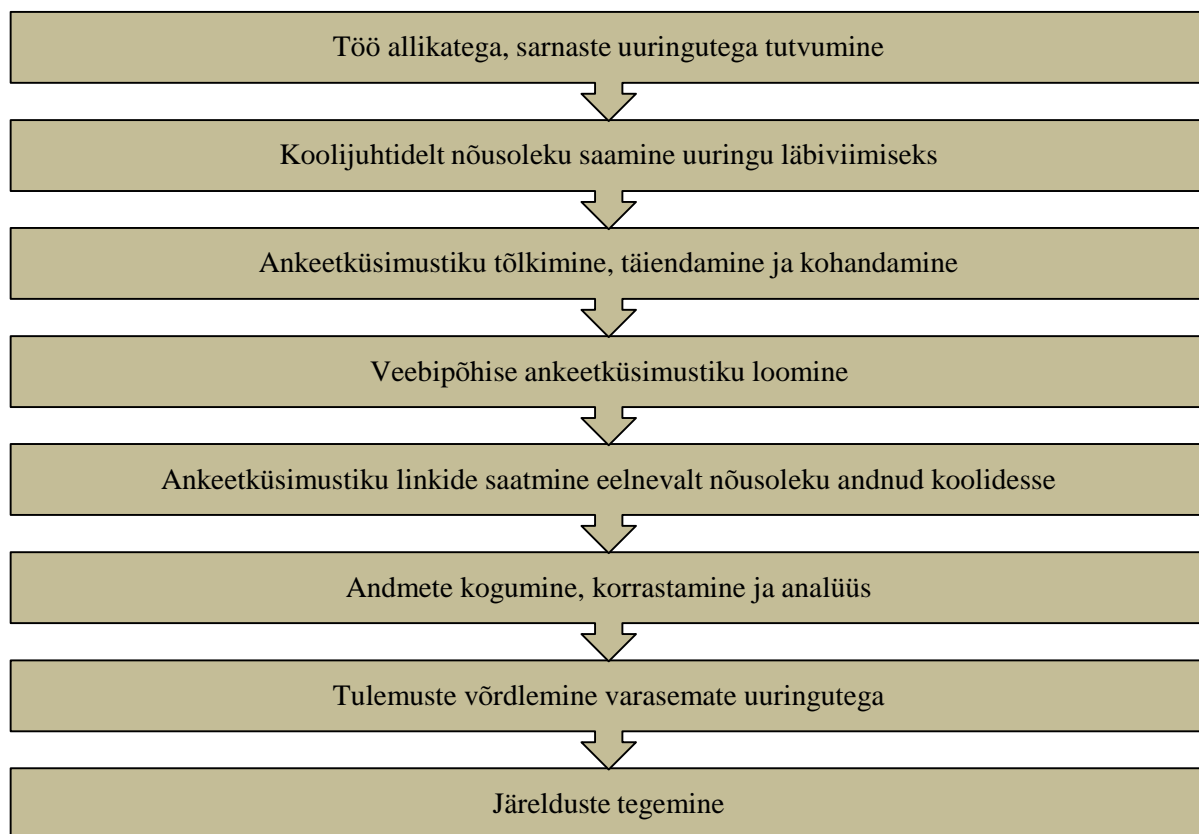 Töö allikatega, sarnaste uuringutega tutvumine
Koolijuhtidelt nõusoleku saamine uuringu läbiviimiseks
Ankeetküsimustiku tõlkimine, täiendamine ja kohandamine
Veebipõhise ankeetküsimustiku loomine
Ankeetküsimustiku linkide saatmine eelnevalt nõusoleku andnud koolidesse
Andmete kogumine, korrastamine ja analüüs
Tulemuste võrdlemine varasemate uuringutega
Järelduste tegemine